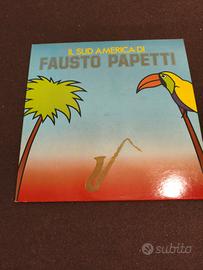 IL SUD AMERICA DI
FAUSTO PAPETTI
subito